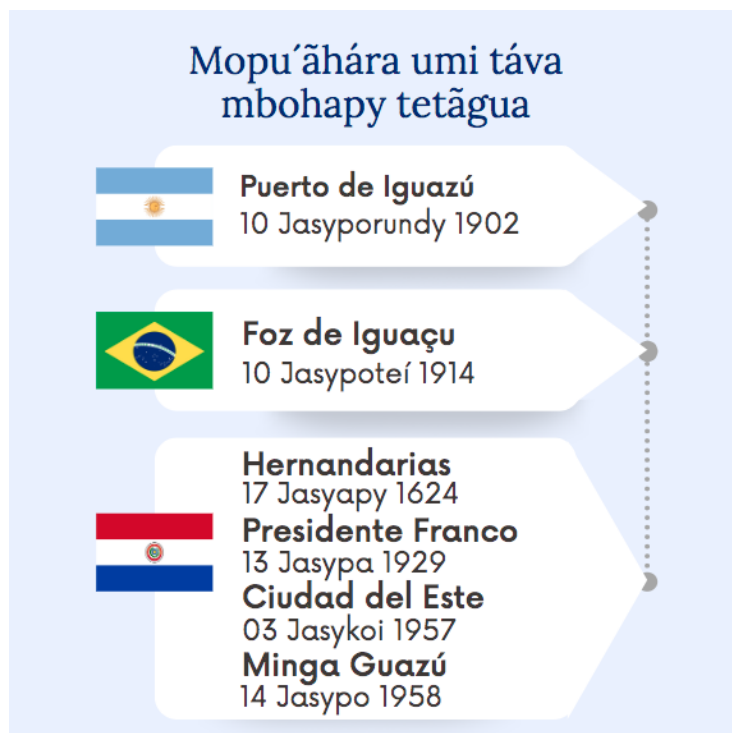 Mopu´ãhára umi táva
mbohapy tetãgua
Puerto de Iguazú
10 Jasyporundy 1902
Foz de Iguaçu
10 Jasypoteí 1914
Hernandarias
17 Jasyapy 1624
Presidente Franco
13 Jasypa 1929
Ciudad del Este
03 Jasykoi 1957
Minga Guazú
14 Jasypo 1958